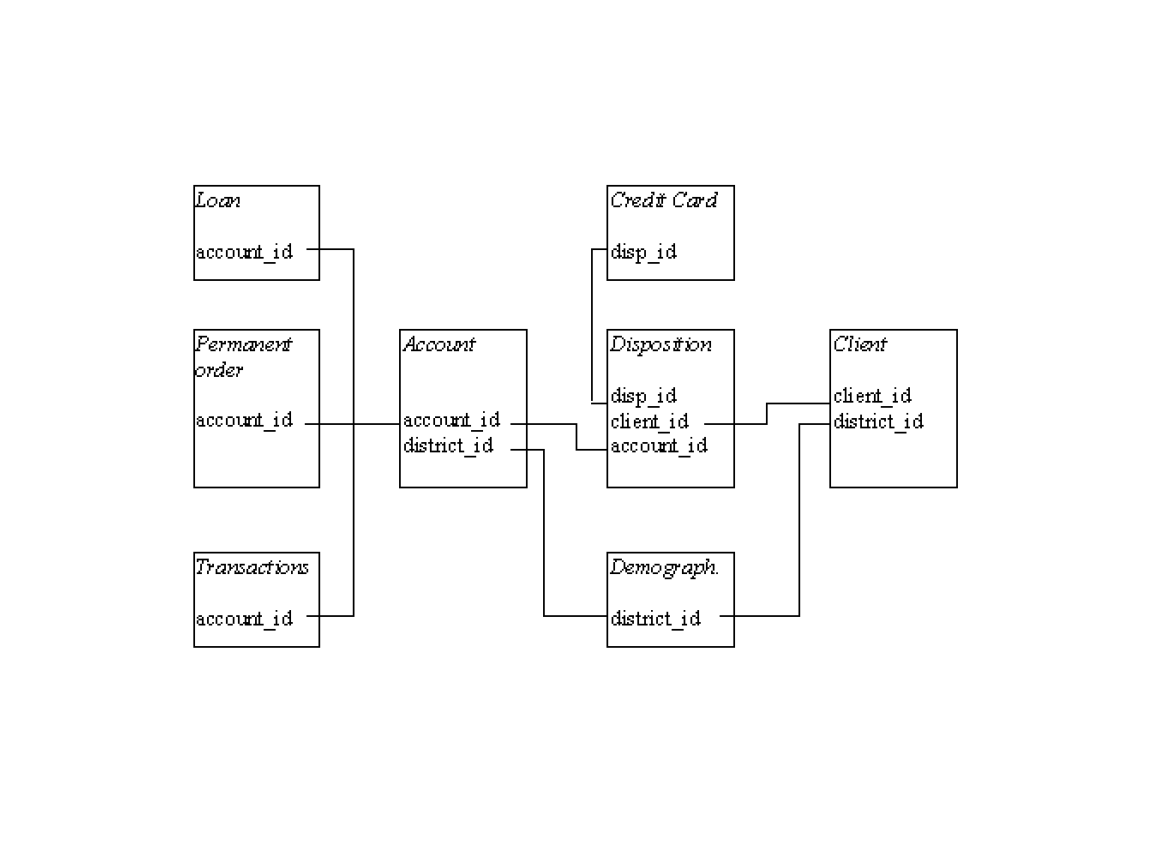 Loan
account_id
Credit Card
disp_id
Permanent
order
account_id
Account
account_id
district_id
Disposition
disp_id
client_id
account_id
Client
client_id
district_id
Transactions
account_id
Demograph.
district_id